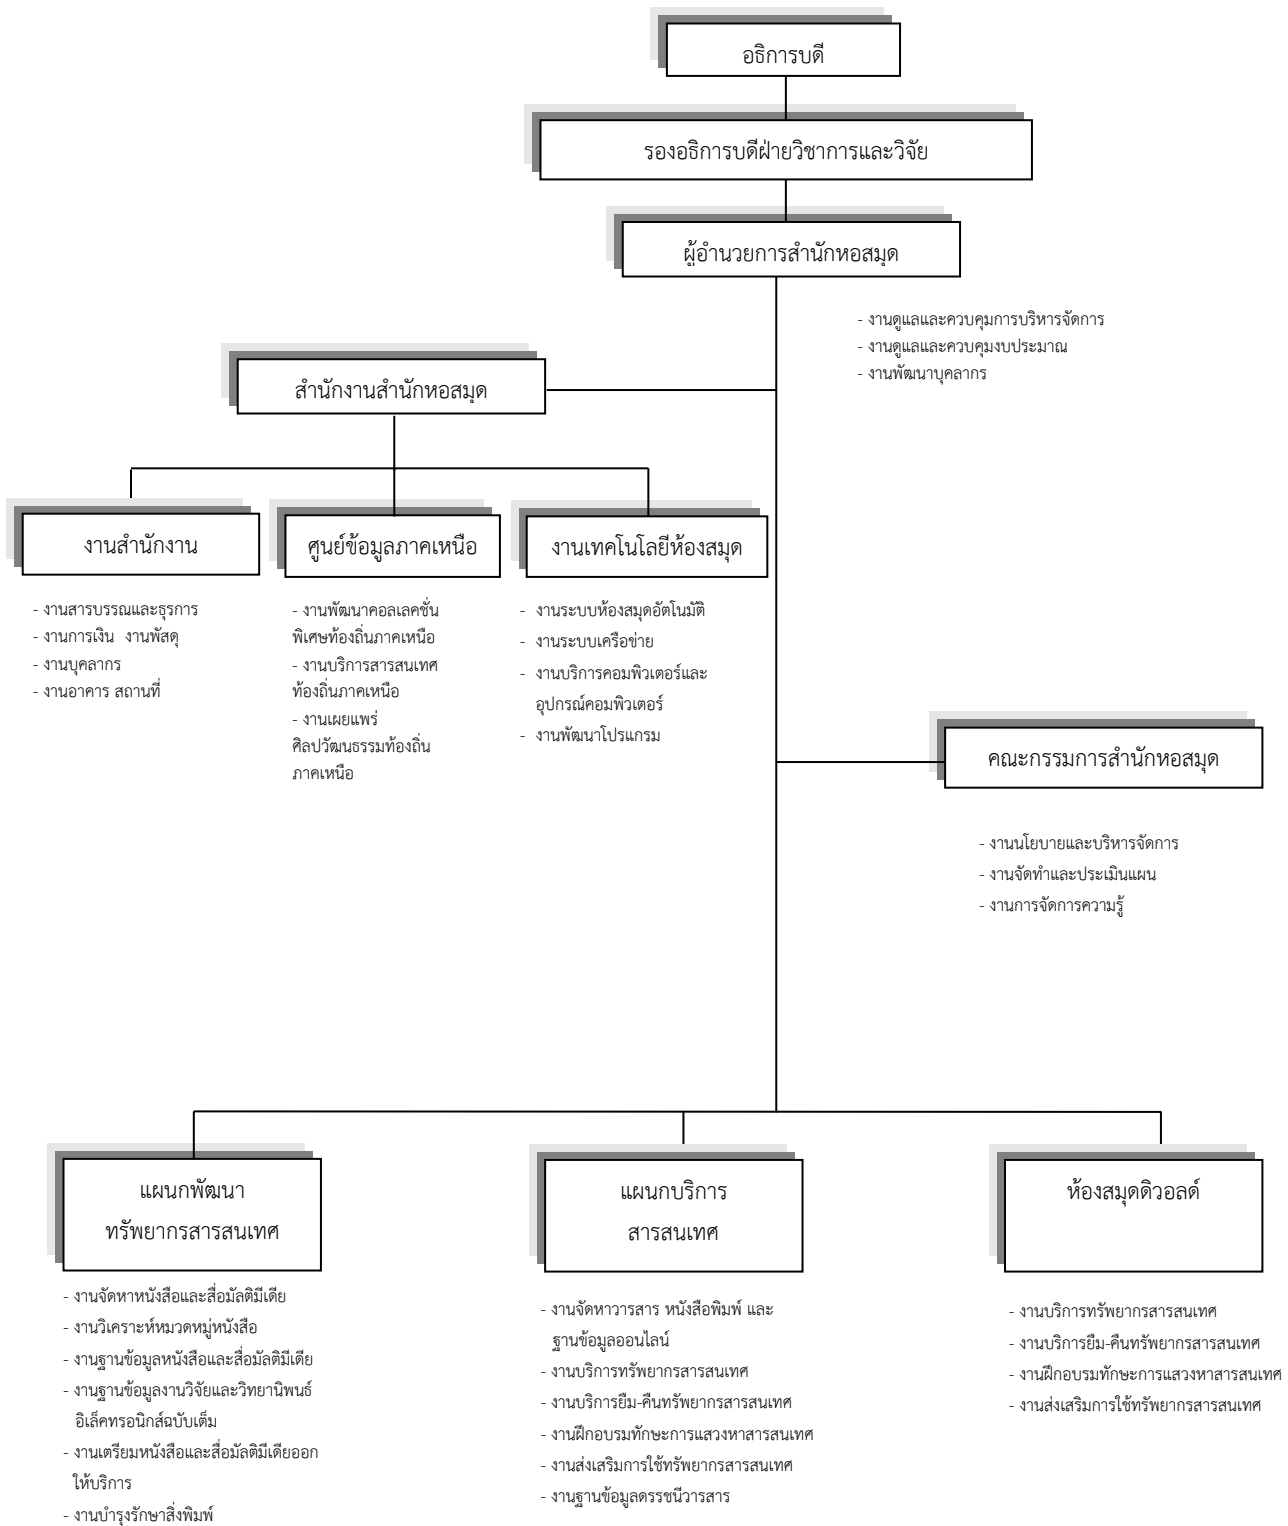 อธิการบดี
รองอธิการบดีฝ่ายวิชาการและวิจัย
ผู้อำนวยการสำนักหอสมุด
- งานดูแลและควบคุมการบริหารจัดการ
- งานดูแลและควบคุมงบประมาณ
- งานพัฒนาบุคลากร
สำนักงานสำนักหอสมุด
งานสำนักงาน
- งานสารบรรณและธุรการ
- งานการเงิน งานพัสดุ
- งานบุคลากร
- งานอาคาร สถานที่
ศูนย์ข้อมูลภาคเหนือ
- งานพัฒนาคอลเลคชั่น
พิเศษท้องถิ่นภาคเหนือ
- งานบริการสารสนเทศ
ท้องถิ่นภาคเหนือ
- งานเผยแพร่
ศิลปวัฒนธรรมท้องถิ่น
ภาคเหนือ
งานเทคโนโลยีห้องสมุด
- งานระบบห้องสมุดอัตโนมัติ
- งานระบบเครือข่าย
- งานบริการคอมพิวเตอร์และ
อุปกรณ์คอมพิวเตอร์
- งานพัฒนาโปรแกรม
คณะกรรมการสำนักหอสมุด
- งานนโยบายและบริหารจัดการ
- งานจัดทำและประเมินแผน
- งานการจัดการความรู้
แผนกพัฒนา
ทรัพยากรสารสนเทศ
- งานจัดหาหนังสือและสื่อมัลติมีเดีย
- งานวิเคราะห์หมวดหมู่หนังสือ
- งานฐานข้อมูลหนังสือและสื่อมัลติมีเดีย
- งานฐานข้อมูลงานวิจัยและวิทยานิพนธ์
อิเล็คทรอนิกส์ฉบับเต็ม
- งานเตรียมหนังสือและสื่อมัลติมีเดียออก
ให้บริการ
- งานบำรุงรักษาสิ่งพิมพ์
แผนกบริการ
สารสนเทศ
- งานจัดหาวารสาร หนังสือพิมพ์ และ
ฐานข้อมูลออนไลน์
- งานบริการทรัพยากรสารสนเทศ
- งานบริการยืม-คืนทรัพยากรสารสนเทศ
- งานฝึกอบรมทักษะการแสวงหาสารสนเทศ
- งานส่งเสริมการใช้ทรัพยากรสารสนเทศ
- งานฐานข้อมูลดรรชนีวารสาร
ห้องสมุดดิวอลด์
- งานบริการทรัพยากรสารสนเทศ
- งานบริการยืม-คืนทรัพยากรสารสนเทศ
- งานฝึกอบรมทักษะการแสวงหาสารสนเทศ
- งานส่งเสริมการใช้ทรัพยากรสารสนเทศ